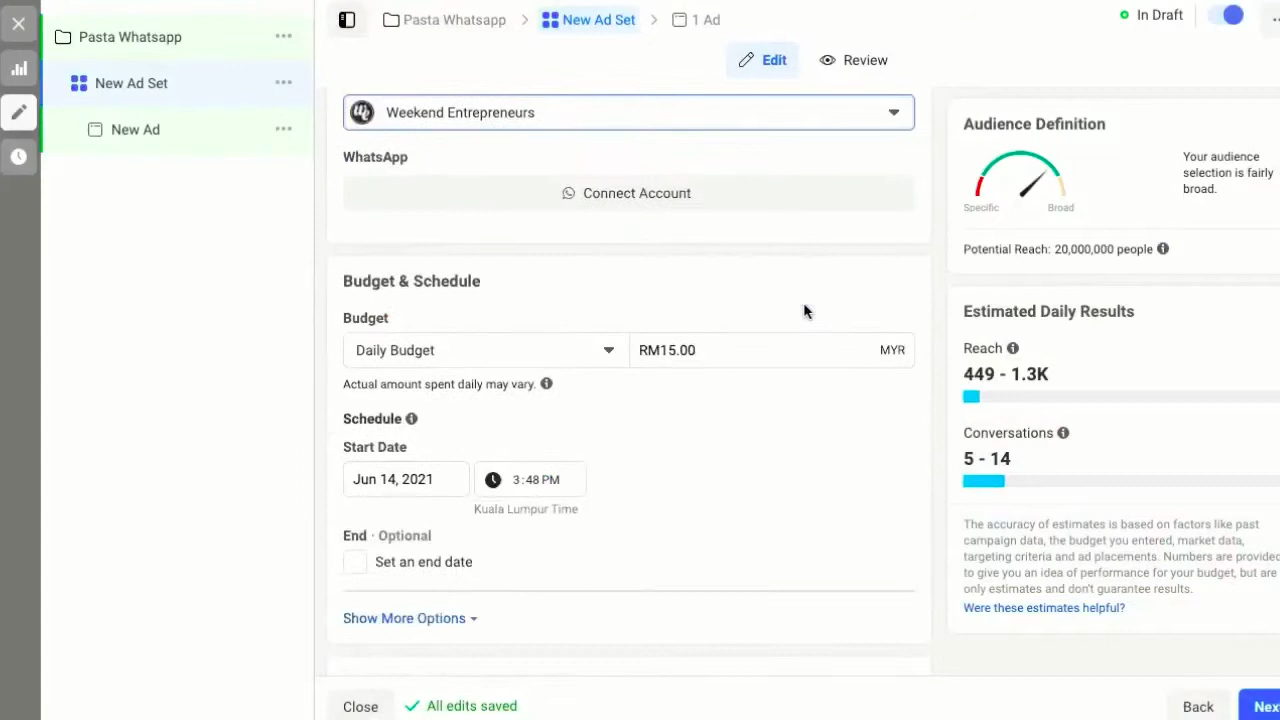 Pasta Whatsapp
New Ad Set
New Ad
Pasta Whatsapp
New Ad Set
1 Ad
In Draft
Edit
Review
Weekend Entrepreneurs
WhatsApp
Connect Account
Budget & Schedule
Budget
Daily Budget
RM15.00
MYR
Actual amount spent daily may vary.
Schedule
Start Date
Jun 14, 2021
3:48 PM
Kuala Lumpur Time
End · Optional
Set an end date
Show More Options
Close
All edits saved
Back
Nex
Audience Definition
Your audience
selection is fairly
broad.
Specific
Broad
Potential Reach: 20,000,000 people
Estimated Daily Results
Reach
449 - 1.3K
Conversations
5 - 14
The accuracy of estimates is based on factors like past
campaign data, the budget you entered, market data,
targeting criteria and ad placements. Numbers are provided
to give you an idea of performance for your budget, but are
only estimates and don't guarantee results.
Were these estimates helpful?